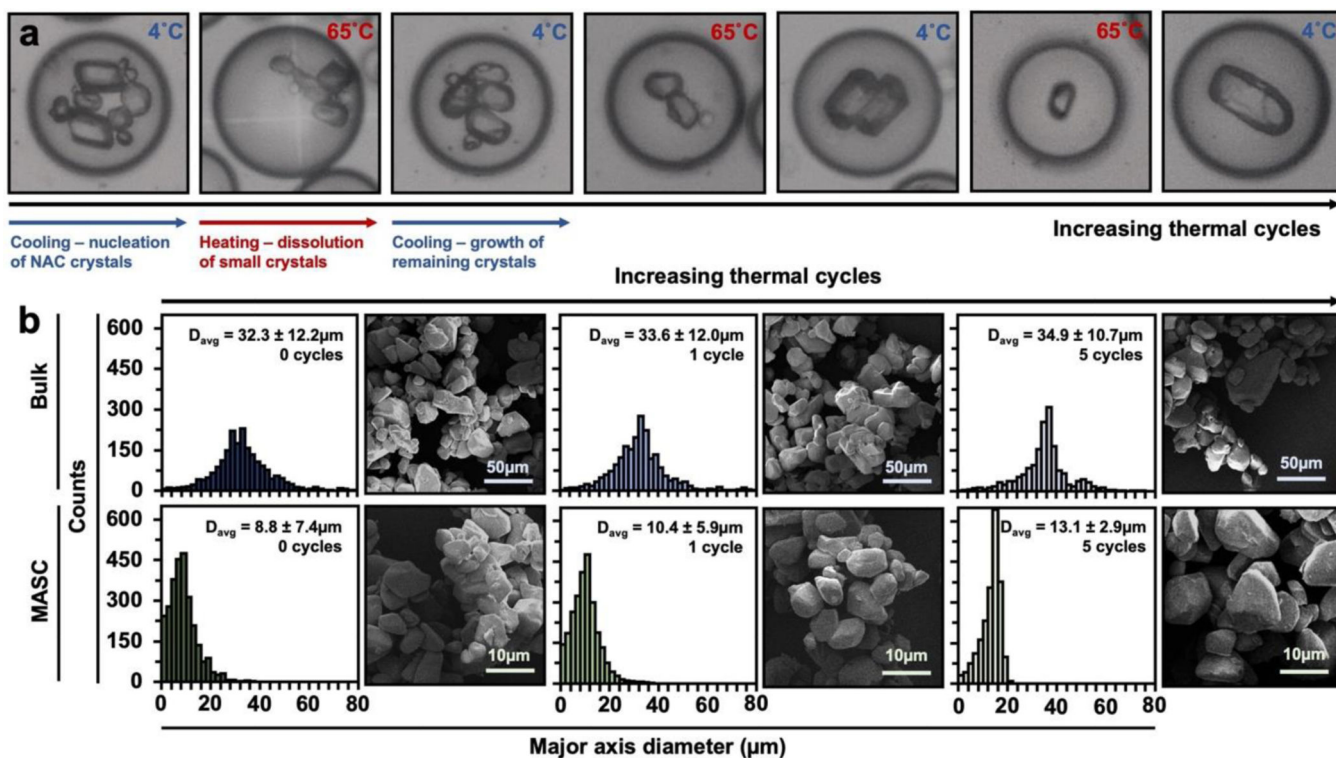 a
4°C
65°C
4°C
65°C
4°C
65°C
4°C
Increasing thermal cycles
Cooling – nucleation
of NAC crystals
Heating – dissolution
of small crystals
Cooling – growth of
remaining crystals
Increasing thermal cycles
b
Bulk
MASC
Counts
600
450
300
150
0
Davg = 32.3 ± 12.2µm
0 cycles
50µm
Davg = 33.6 ± 12.0µm
1 cycle
50µm
Davg = 34.9 ± 10.7µm
5 cycles
50µm
600
450
300
150
0
Davg = 8.8 ± 7.4µm
0 cycles
10µm
Davg = 10.4 ± 5.9µm
1 cycle
10µm
Davg = 13.1 ± 2.9µm
5 cycles
10µm
0 20 40 60 80
0 20 40 60 80
0 20 40 60 80
Major axis diameter (µm)